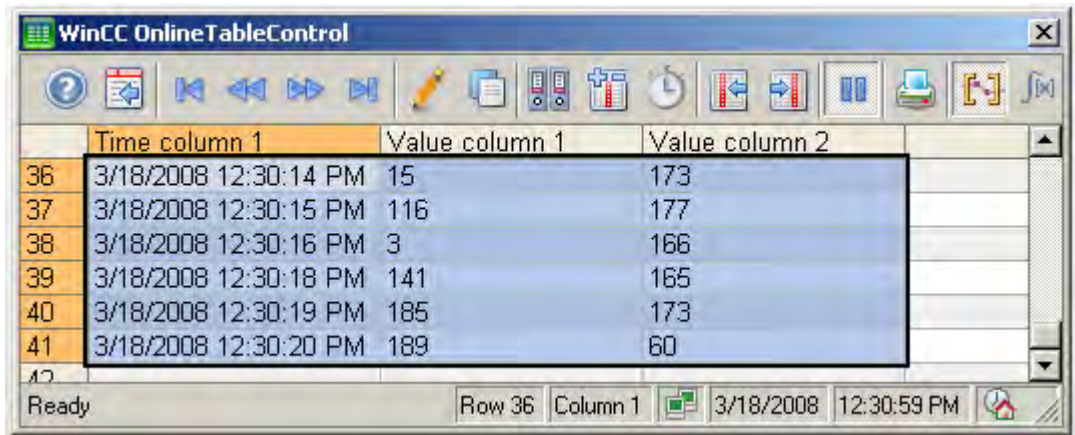 WinCC OnlineTableControl
Time column 1 Value column 1 Value column 2
36 3/18/2008 12:30:14 PM 15 173
37 3/18/2008 12:30:15 PM 116 177
38 3/18/2008 12:30:16 PM 3 166
39 3/18/2008 12:30:18 PM 141 165
40 3/18/2008 12:30:19 PM 185 173
41 3/18/2008 12:30:20 PM 189 60
42
Ready Row 36 Column 1 3/18/2008 12:30:59 PM